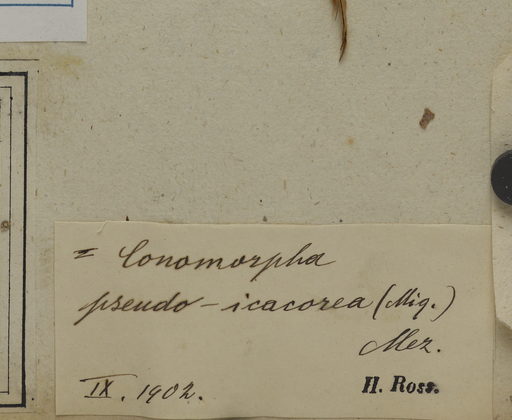 = Conomorpha
pseudo-icacorea (Miq.)
Mez.
IX. 1902. H. Ross.